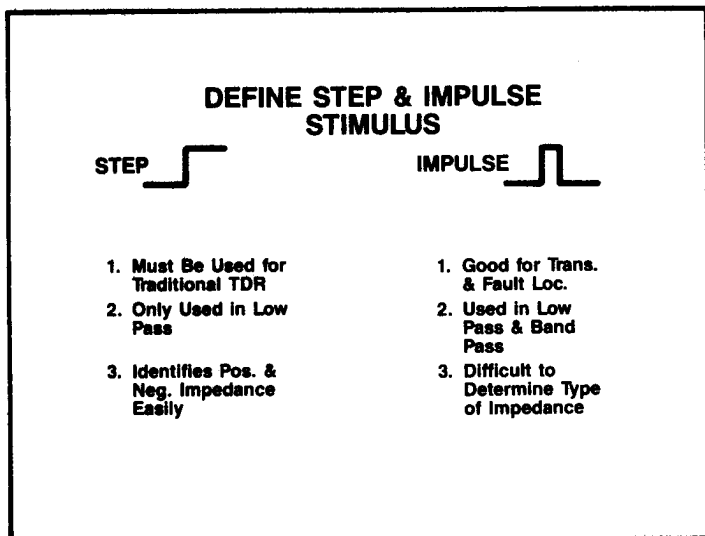 DEFINE STEP & IMPULSE
STIMULUS
STEP
IMPULSE
1. Must Be Used for
Traditional TDR
2. Only Used in Low
Pass
3. Identifies Pos. &
Neg. Impedance
Easily
1. Good for Trans.
& Fault Loc.
2. Used in Low
Pass & Band
Pass
3. Difficult to
Determine Type
of Impedance